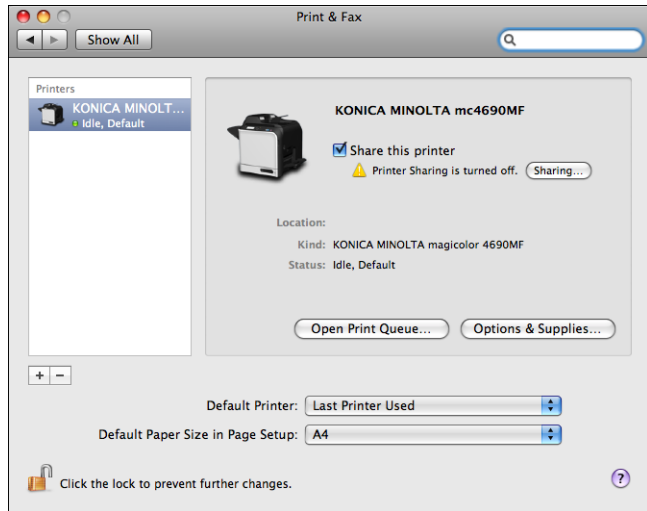 Print & Fax
Show All
Printers
KONICA MINOLT...
Idle, Default
KONICA MINOLTA mc4690MF
Share this printer
Printer Sharing is turned off. Sharing...
Location:
Kind: KONICA MINOLTA magicolor 4690MF
Status: Idle, Default
Open Print Queue... Options & Supplies...
+ −
Default Printer: Last Printer Used
Default Paper Size in Page Setup: A4
Click the lock to prevent further changes. ?